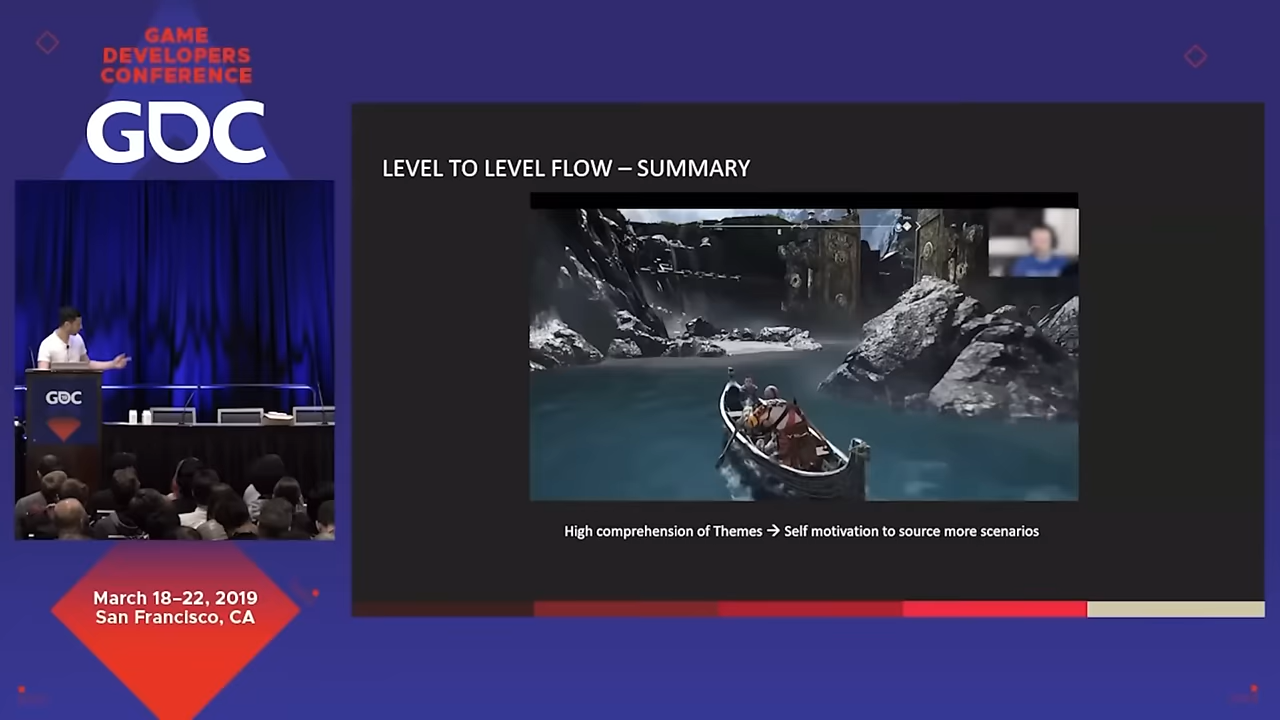 GAME
DEVELOPERS
CONFERENCE
GDC
LEVEL TO LEVEL FLOW – SUMMARY
High comprehension of Themes → Self motivation to source more scenarios
GDC
March 18–22, 2019
San Francisco, CA